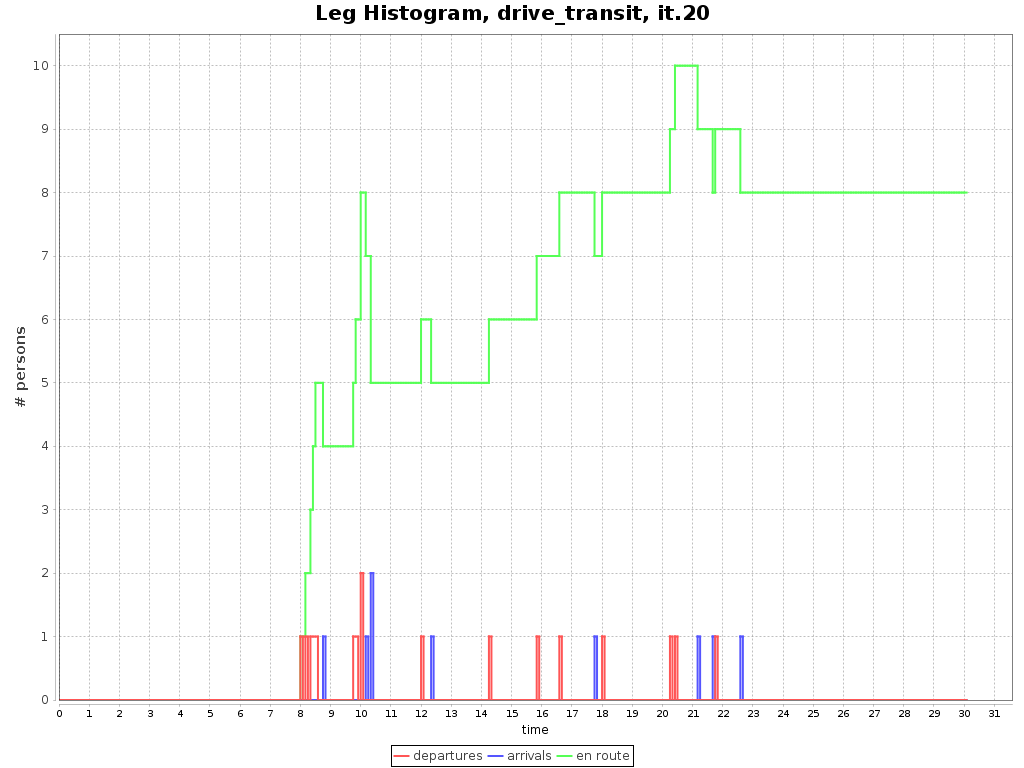 Leg Histogram, drive_transit, it.20
# persons
10
9
8
7
6
5
4
3
2
1
0
0 1 2 3 4 5 6 7 8 9 10 11 12 13 14 15 16 17 18 19 20 21 22 23 24 25 26 27 28 29 30 31
time
departures arrivals en route